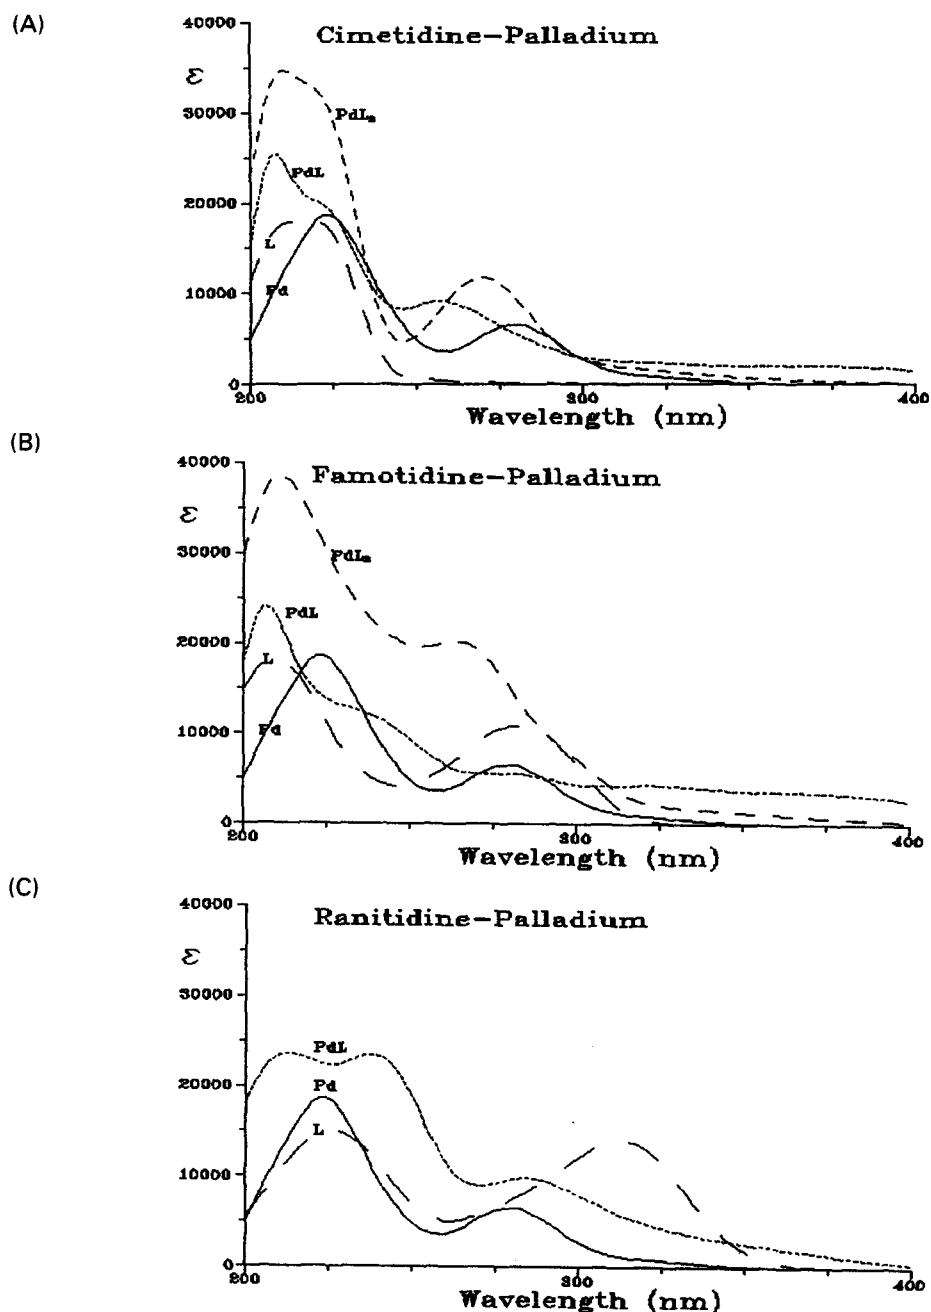 (A)
Cimetidine-Palladium
40000
ε
30000
20000
10000
0
PdL₂
PdL
L
Pd
200
300
400
Wavelength (nm)
(B)
Famotidine-Palladium
40000
ε
30000
20000
10000
0
PdL₂
PdL
L
Pd
200
300
400
Wavelength (nm)
(C)
Ranitidine-Palladium
40000
ε
30000
20000
10000
0
PdL
Pd
L
200
300
400
Wavelength (nm)